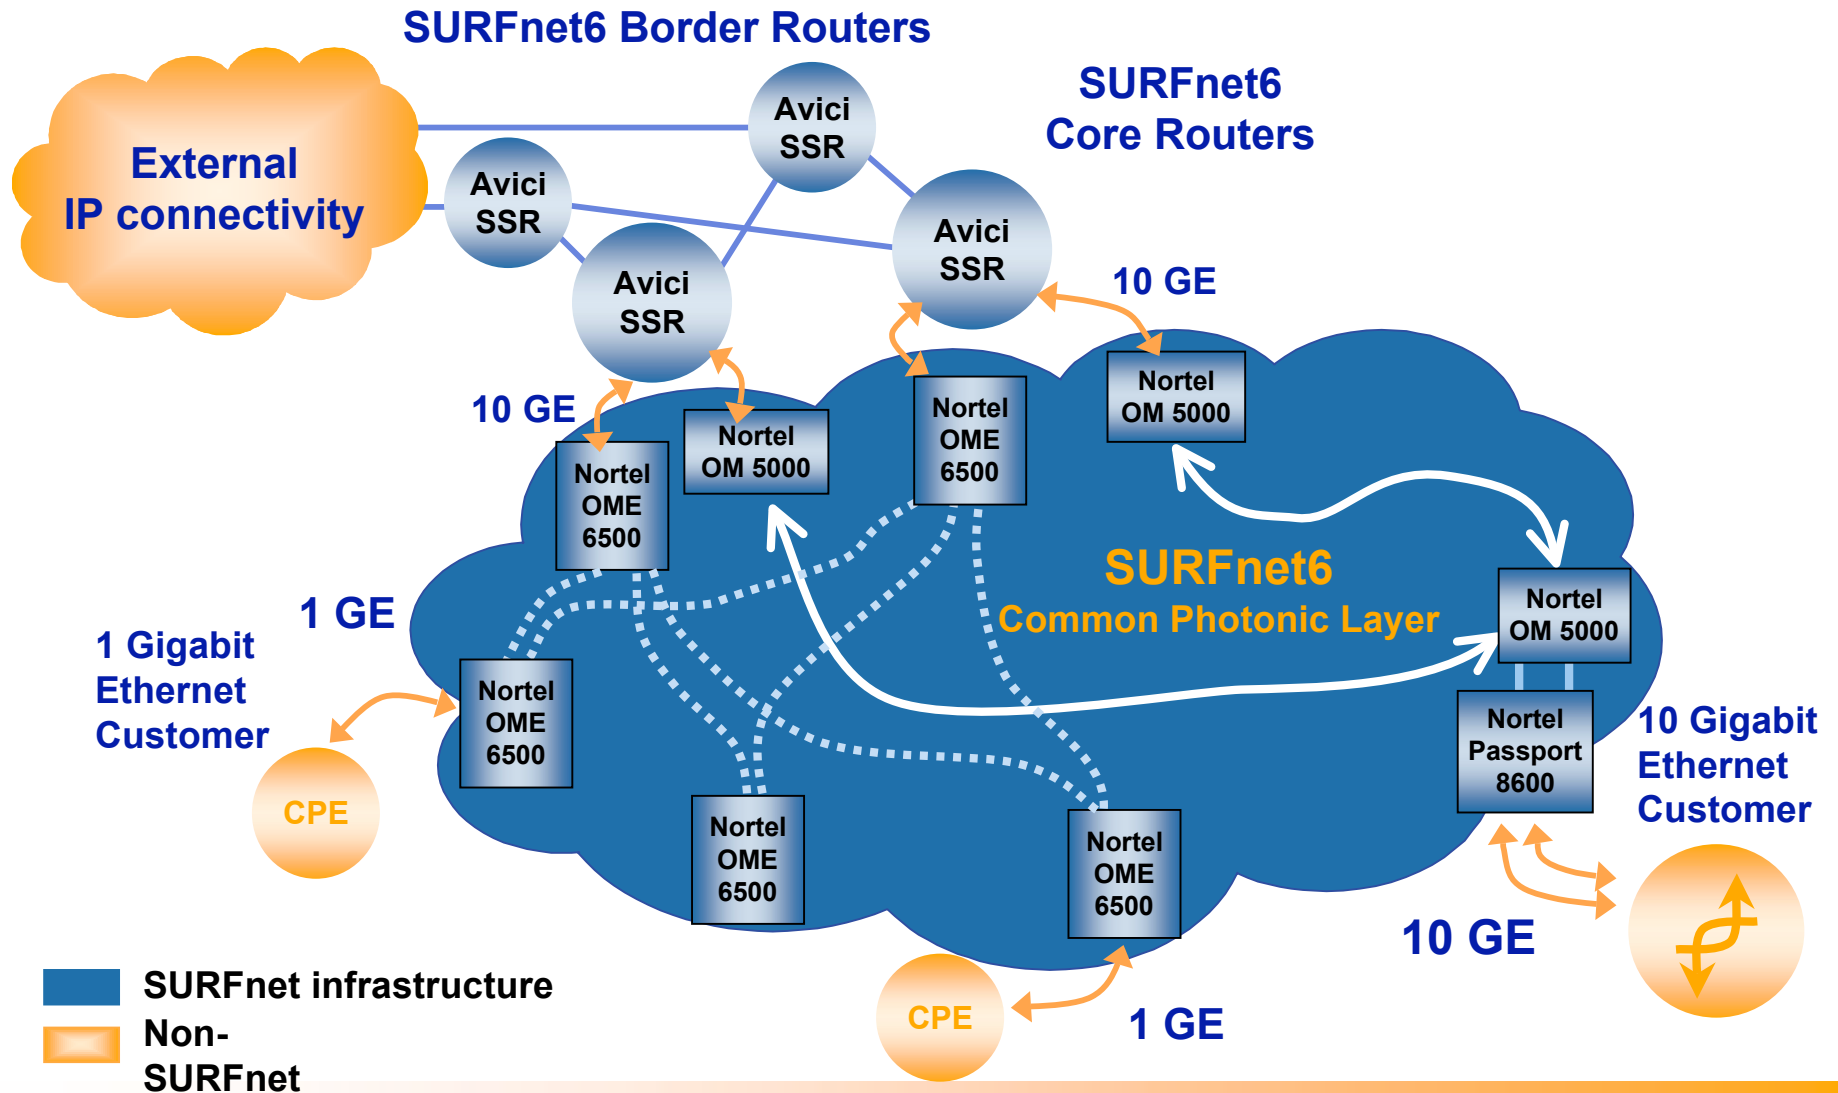 SURFnet6 Border Routers
SURFnet6
Core Routers
External
IP connectivity
Avici
SSR
Avici
SSR
Avici
SSR
Avici
SSR
10 GE
10 GE
Nortel
OM 5000
Nortel
OME
6500
Nortel
OM 5000
Nortel
OME
6500
SURFnet6
Common Photonic Layer
Nortel
OM 5000
1 GE
1 Gigabit
Ethernet
Customer
Nortel
OME
6500
Nortel
Passport
8600
10 Gigabit
Ethernet
Customer
CPE
Nortel
OME
6500
Nortel
OME
6500
10 GE
CPE
1 GE
SURFnet infrastructure
Non-
SURFnet